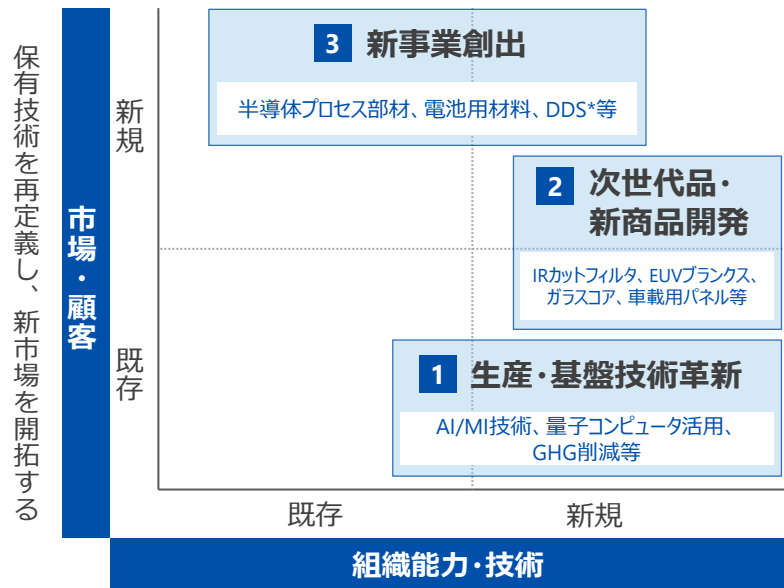 保有技術を再定義し、新市場を開拓する
市場・顧客
新規
既存
3 新事業創出
半導体プロセス部材、電池用材料、DDS*等
2 次世代品・
新商品開発
IRカットフィルタ、EUVブランクス、
ガラスコア、車載用パネル等
1 生産・基盤技術革新
AI/MI技術、量子コンピュータ活用、
GHG削減等
既存
新規
組織能力・技術